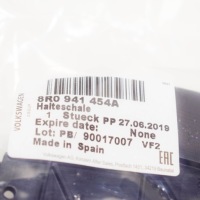 VOLKSWAGEN
8R0 941 454A
Halteschale
1 Stueck PP 27.06.2019
Expire date: None
Lot: PB/ 90017007 VF2
Made in Spain
EAC